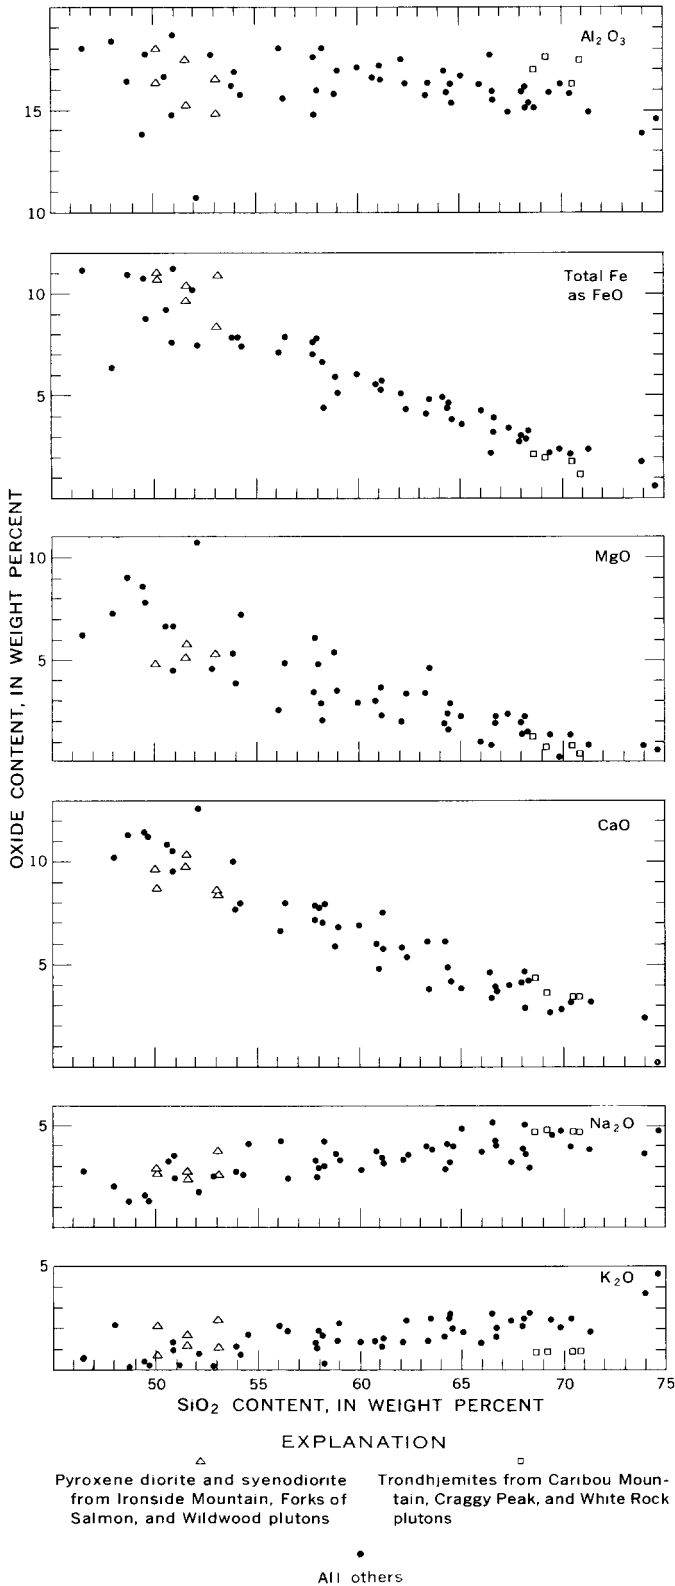 Al2O3
15
10
Total Fe
as FeO
10
5
MgO
10
5
CaO
10
5
Na2O
5
K2O
5
OXIDE CONTENT, IN WEIGHT PERCENT
50 55 60 65 70 75
SiO2 CONTENT, IN WEIGHT PERCENT
EXPLANATION
Pyroxene diorite and syenodiorite
from Ironside Mountain, Forks of
Salmon, and Wildwood plutons
Trondhjemites from Caribou Moun-
tain, Craggy Peak, and White Rock
plutons
All others